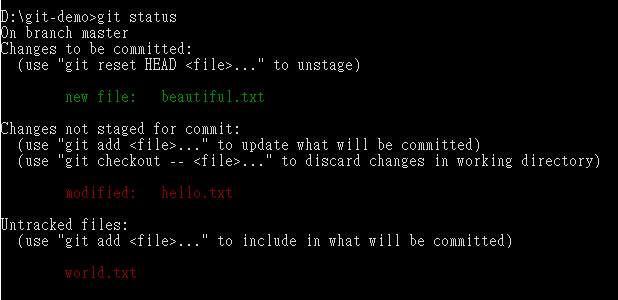 D:\git-demo>git status
On branch master
Changes to be committed:
  (use "git reset HEAD <file>..." to unstage)
        new file:   beautiful.txt
Changes not staged for commit:
  (use "git add <file>..." to update what will be committed)
  (use "git checkout -- <file>..." to discard changes in working directory)
        modified:   hello.txt
Untracked files:
  (use "git add <file>..." to include in what will be committed)
        world.txt